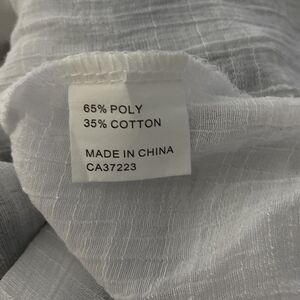 65% POLY
35% COTTON
MADE IN CHINA
CA37223